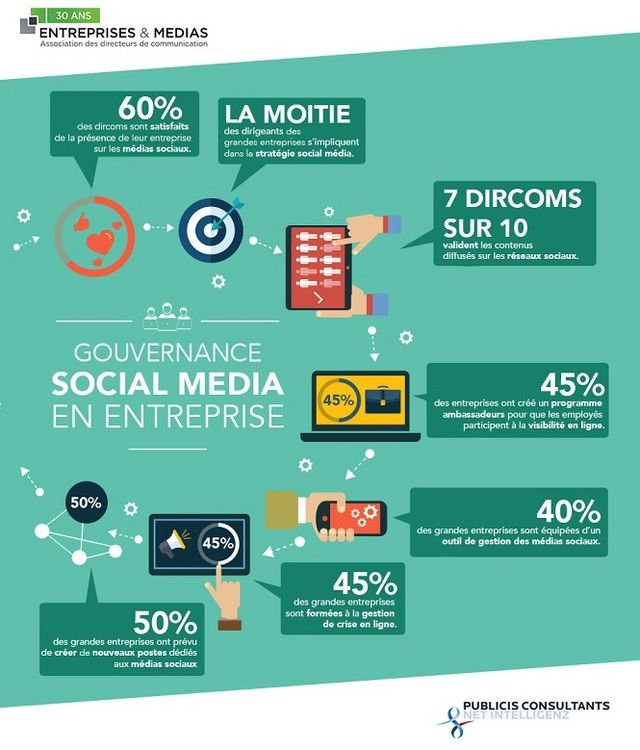 30 ANS
ENTREPRISES & MEDIAS
Association des directeurs de communication
60%
des dircoms sont satisfaits
de la présence de leur entreprise
sur les médias sociaux.
LA MOITIE
des dirigeants des
grandes entreprises s'impliquent
dans la stratégie social média.
7 DIRCOMS
SUR 10
valident les contenus
diffusés sur les réseaux sociaux.
GOUVERNANCE
SOCIAL MEDIA
EN ENTREPRISE
45%
45%
des entreprises ont créé un programme
ambassadeurs pour que les employés
participent à la visibilité en ligne.
40%
des grandes entreprises sont équipées d'un
outil de gestion des médias sociaux.
50%
45%
45%
des grandes entreprises
sont formées à la gestion
de crise en ligne.
50%
des grandes entreprises ont prévu
de créer de nouveaux postes dédiés
aux médias sociaux
PUBLICIS CONSULTANTS
NET INTELLIGENZ